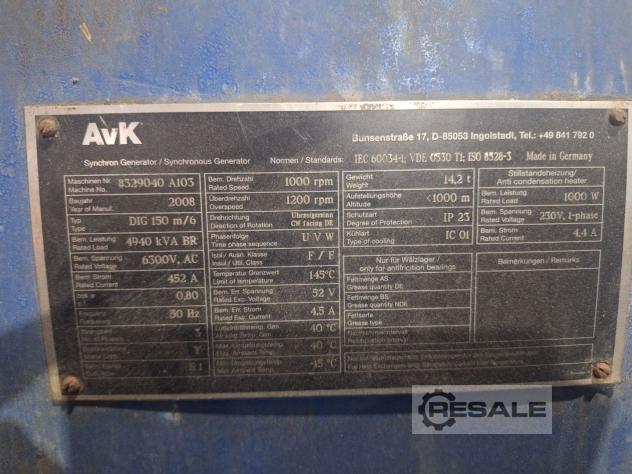 AvK
Bunsenstraße 17, D-85053 Ingolstadt, Tel.: +49 841 792 0
Synchron Generator / Synchronous Generator Normen / Standards: IEC 60034-1; VDE 0530 T1; ISO 8528-3 Made in Germany
Maschinen Nr.
Machine No. 8329040 A103
Baujahr
Year of Manuf. 2008
Typ
Type DIG 150 m/6
Bem. Leistung
Rated Load 4940 kVA BR
Bem. Spannung
Rated Voltage 6300V, AC
Bem Strom
Rated Current 452 A
0,80
50 Hz
3
Y
S1
Bem. Drehzahl
Rated Speed 1000 rpm
Überdrehzahl
Overspeed 1200 rpm
Drehrichtung
Direction of Rotation Uhrzeigersinn
CW facing DE
Phasenfolge
Time phase sequence U V W
Isol./ Ausn. Klasse
Insul./ Util. Class F / F
Temperatur Grenzwert
Limit of temperature 145°C
Bem. Err. Spannung
Rated Exc. Voltage 52 V
Bem. Err. Strom
Rated Exc. Current 4,5 A
40 °C
Max. Ambient Temp. 40 °C
Min Ambient Temp. -15 °C
Gewicht
Weight 14,2 t
Aufstellungshöhe
Altitude <1000 m
Schutzart
Degree of Protection IP 23
Kühlart
Type of cooling IC 01
Nur für Wälzlager /
only for antifriction bearings
Fettmenge AS
Grease quantity DE
Fettmenge BS
Grease quantity NDE
Fettsorte
Grease type
Stillstandsheizung/
Anti condensation heater
Bem. Leistung
Rated Load 1000 W
Bem. Spannung
Rated Voltage 230V, 1-phase
Bem. Strom
Rated Current 4,4 A
Bemerkungen / Remarks
RESALE